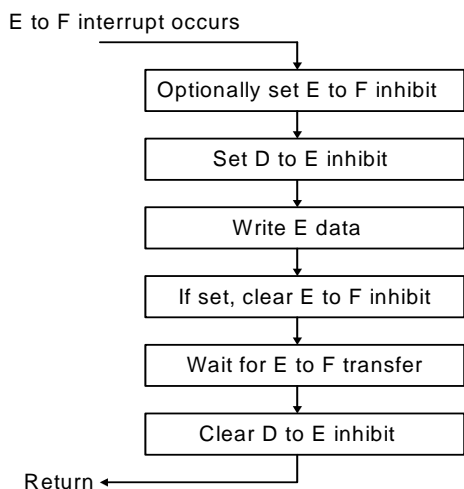 E to F interrupt occurs
Optionally set E to F inhibit
Set D to E inhibit
Write E data
If set, clear E to F inhibit
Wait for E to F transfer
Clear D to E inhibit
Return